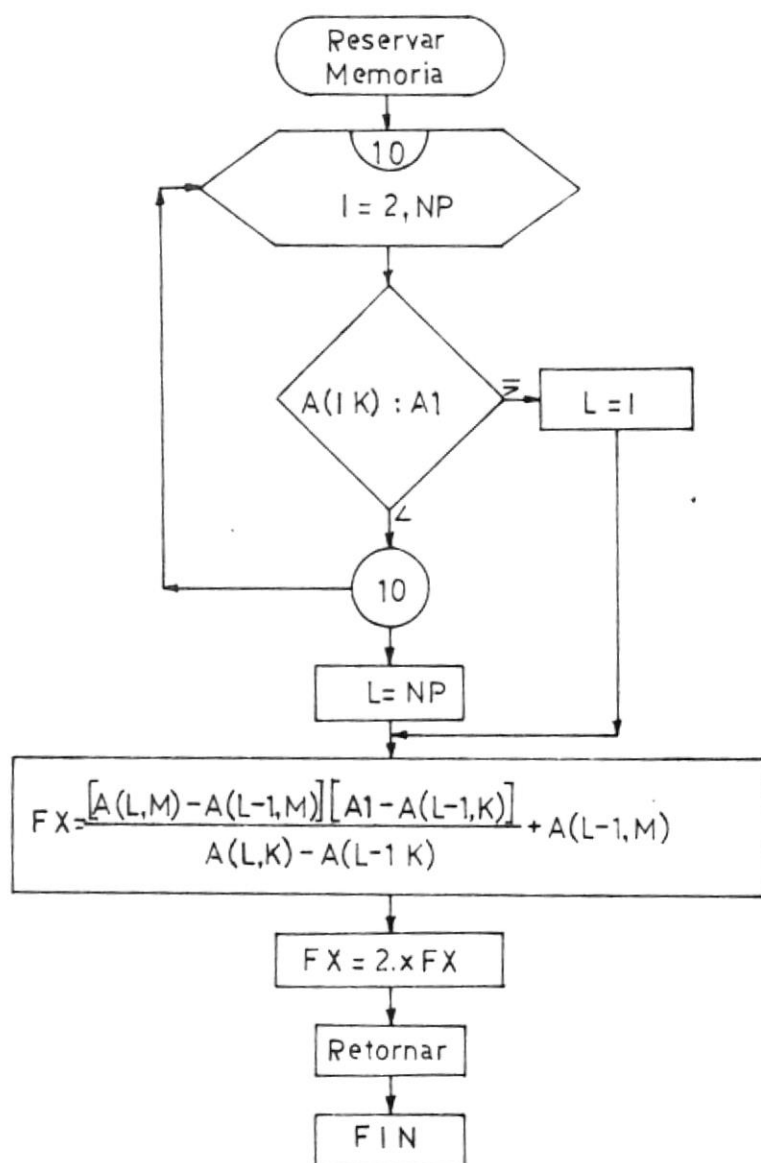 Reservar
Memoria
10
I = 2, NP
A(I K) : A1
≥
L = I
<
10
L= NP
FX= [A(L,M)-A(L-1,M)][A1-A(L-1,K)] / A(L,K)-A(L-1 K) + A(L-1,M)
FX = 2.x FX
Retornar
FIN